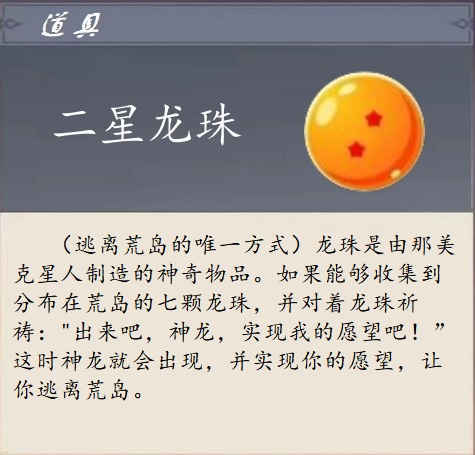 道具
二星龙珠
（逃离荒岛的唯一方式）龙珠是由那美
克星人制造的神奇物品。如果能够收集到
分布在荒岛的七颗龙珠，并对着龙珠祈
祷："出来吧，神龙，实现我的愿望吧！”
这时神龙就会出现，并实现你的愿望，让
你逃离荒岛。